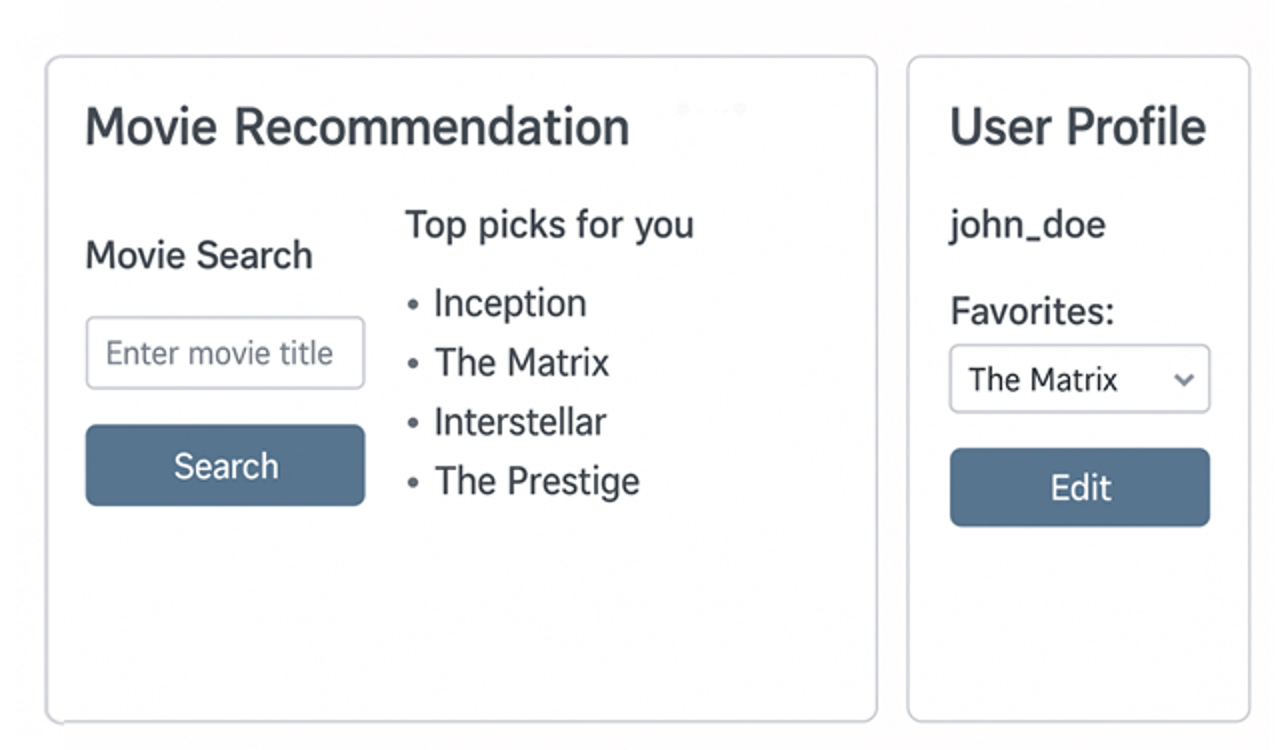 Movie Recommendation
Movie Search
Enter movie title
Search
Top picks for you
• Inception
• The Matrix
• Interstellar
• The Prestige
User Profile
john_doe
Favorites:
The Matrix
Edit